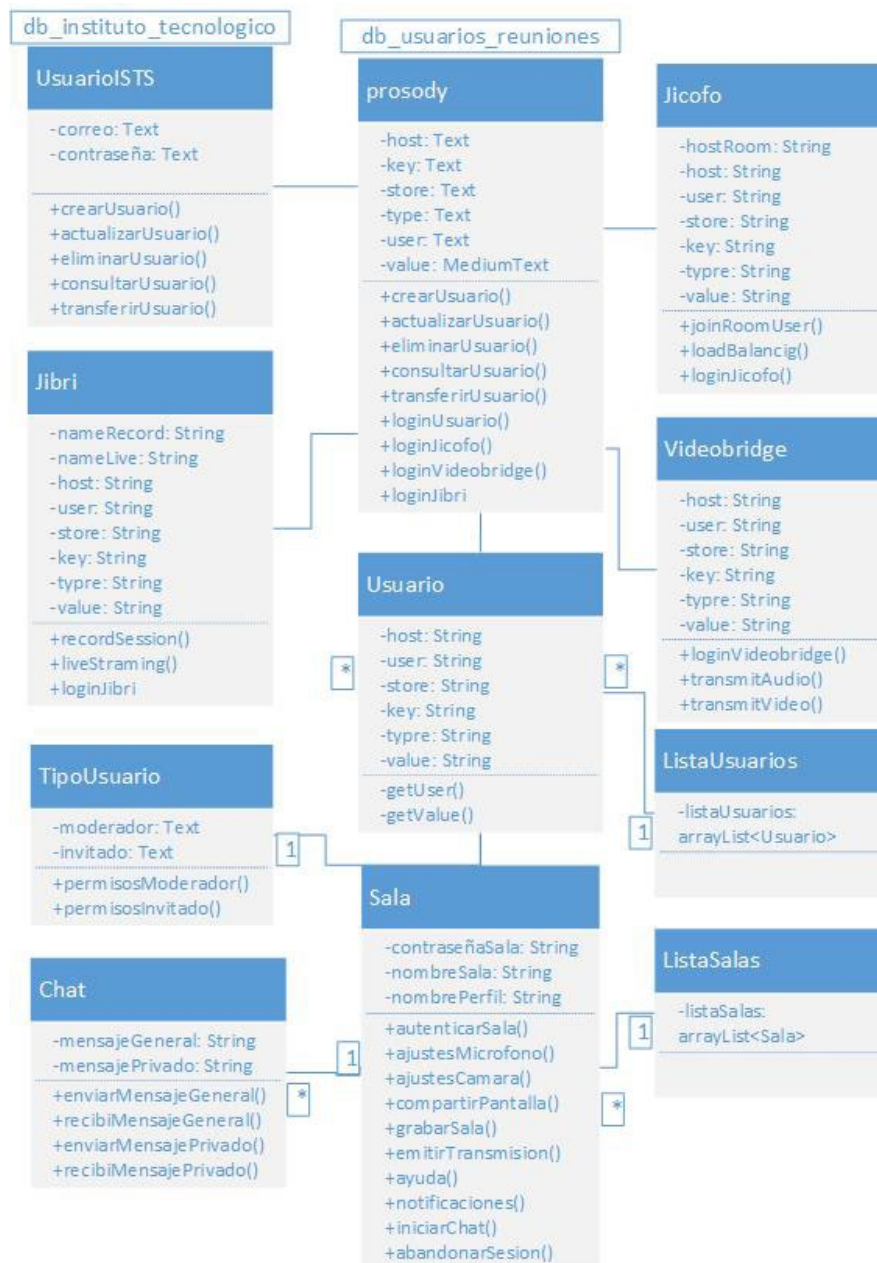 db_instituto_tecnologico
UsuarioISTS
-correo: Text
-contraseña: Text
+crearUsuario()
+actualizarUsuario()
+eliminarUsuario()
+consultarUsuario()
+transferirUsuario()
db_usuarios_reuniones
prosody
-host: Text
-key: Text
-store: Text
-type: Text
-user: Text
-value: MediumText
+crearUsuario()
+actualizarUsuario()
+eliminarUsuario()
+consultarUsuario()
+transferirUsuario()
+loginUsuario()
+loginJicofo()
+loginVideobridge()
+loginJibri
Jicofo
-hostRoom: String
-host: String
-user: String
-store: String
-key: String
-typre: String
-value: String
+joinRoomUser()
+loadBalancig()
+loginJicofo()
Jibri
-nameRecord: String
-nameLive: String
-host: String
-user: String
-store: String
-key: String
-typre: String
-value: String
+recordSession()
+liveStraming()
+loginJibri
*
Usuario
-host: String
-user: String
-store: String
-key: String
-typre: String
-value: String
-getUser()
-getValue()
*
Videobridge
-host: String
-user: String
-store: String
-key: String
-typre: String
-value: String
+loginVideobridge()
+transmitAudio()
+transmitVideo()
TipoUsuario
-moderador: Text
-invitado: Text
+permisosModerador()
+permisosInvitado()
1
1
ListaUsuarios
-listaUsuarios:
arrayList<Usuario>
Chat
-mensajeGeneral: String
-mensajePrivado: String
+enviarMensajeGeneral()
+recibiMensajeGeneral()
+enviarMensajePrivado()
+recibiMensajePrivado()
*
1
Sala
-contraseñaSala: String
-nombreSala: String
-nombrePerfil: String
+autenticarSala()
+ajustesMicrofono()
+ajustesCamara()
+compartirPantalla()
+grabarSala()
+emitirTransmision()
+ayuda()
+notificaciones()
+iniciarChat()
+abandonarSesion()
*
1
ListaSalas
-listaSalas:
arrayList<Sala>